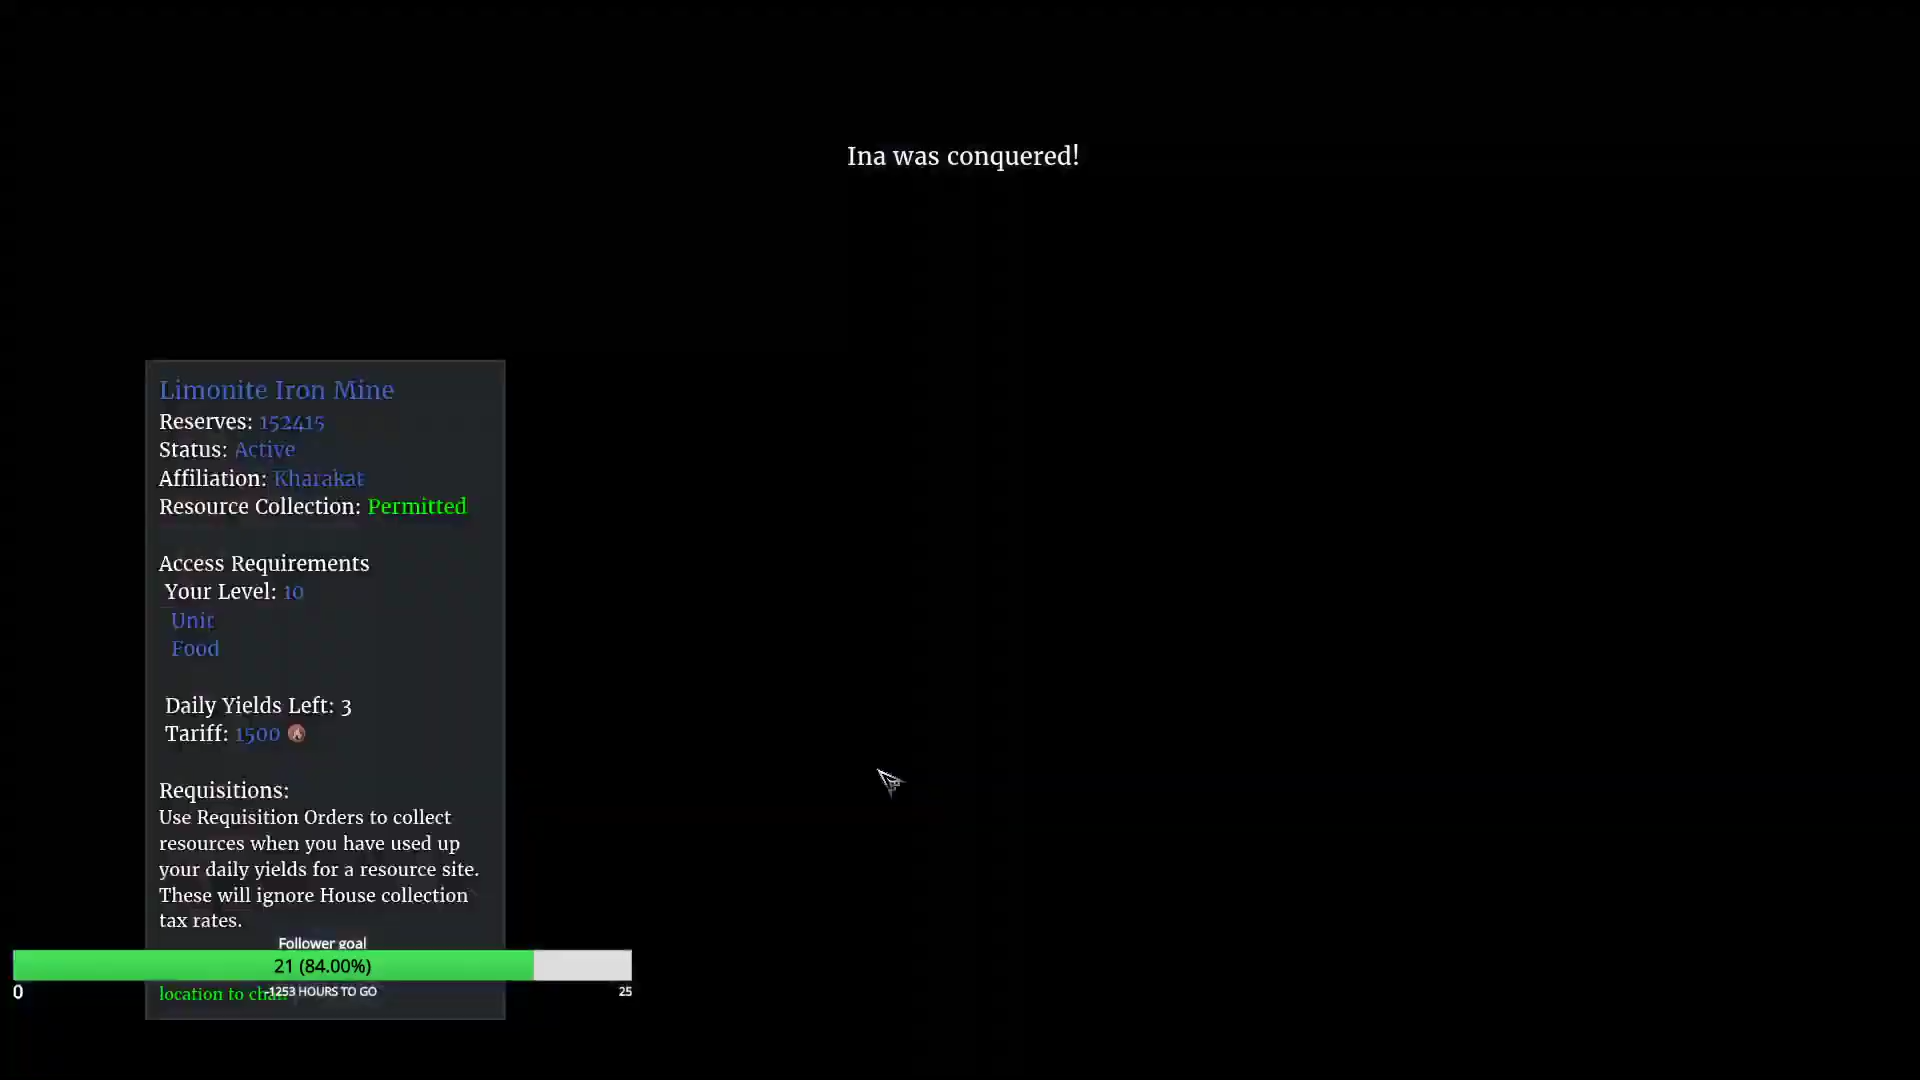 Ina was conquered!
Limonite Iron Mine
Reserves: 152415
Status: Active
Affiliation: Kharakat
Resource Collection: Permitted
Access Requirements
Your Level: 10
Unit
Food
Daily Yields Left: 3
Tariff: 1500
Requisitions:
Use Requisition Orders to collect
resources when you have used up
your daily yields for a resource site.
These will ignore House collection
tax rates.
Follower goal
21 (84.00%)
0
location to
-1253 HOURS TO GO
25